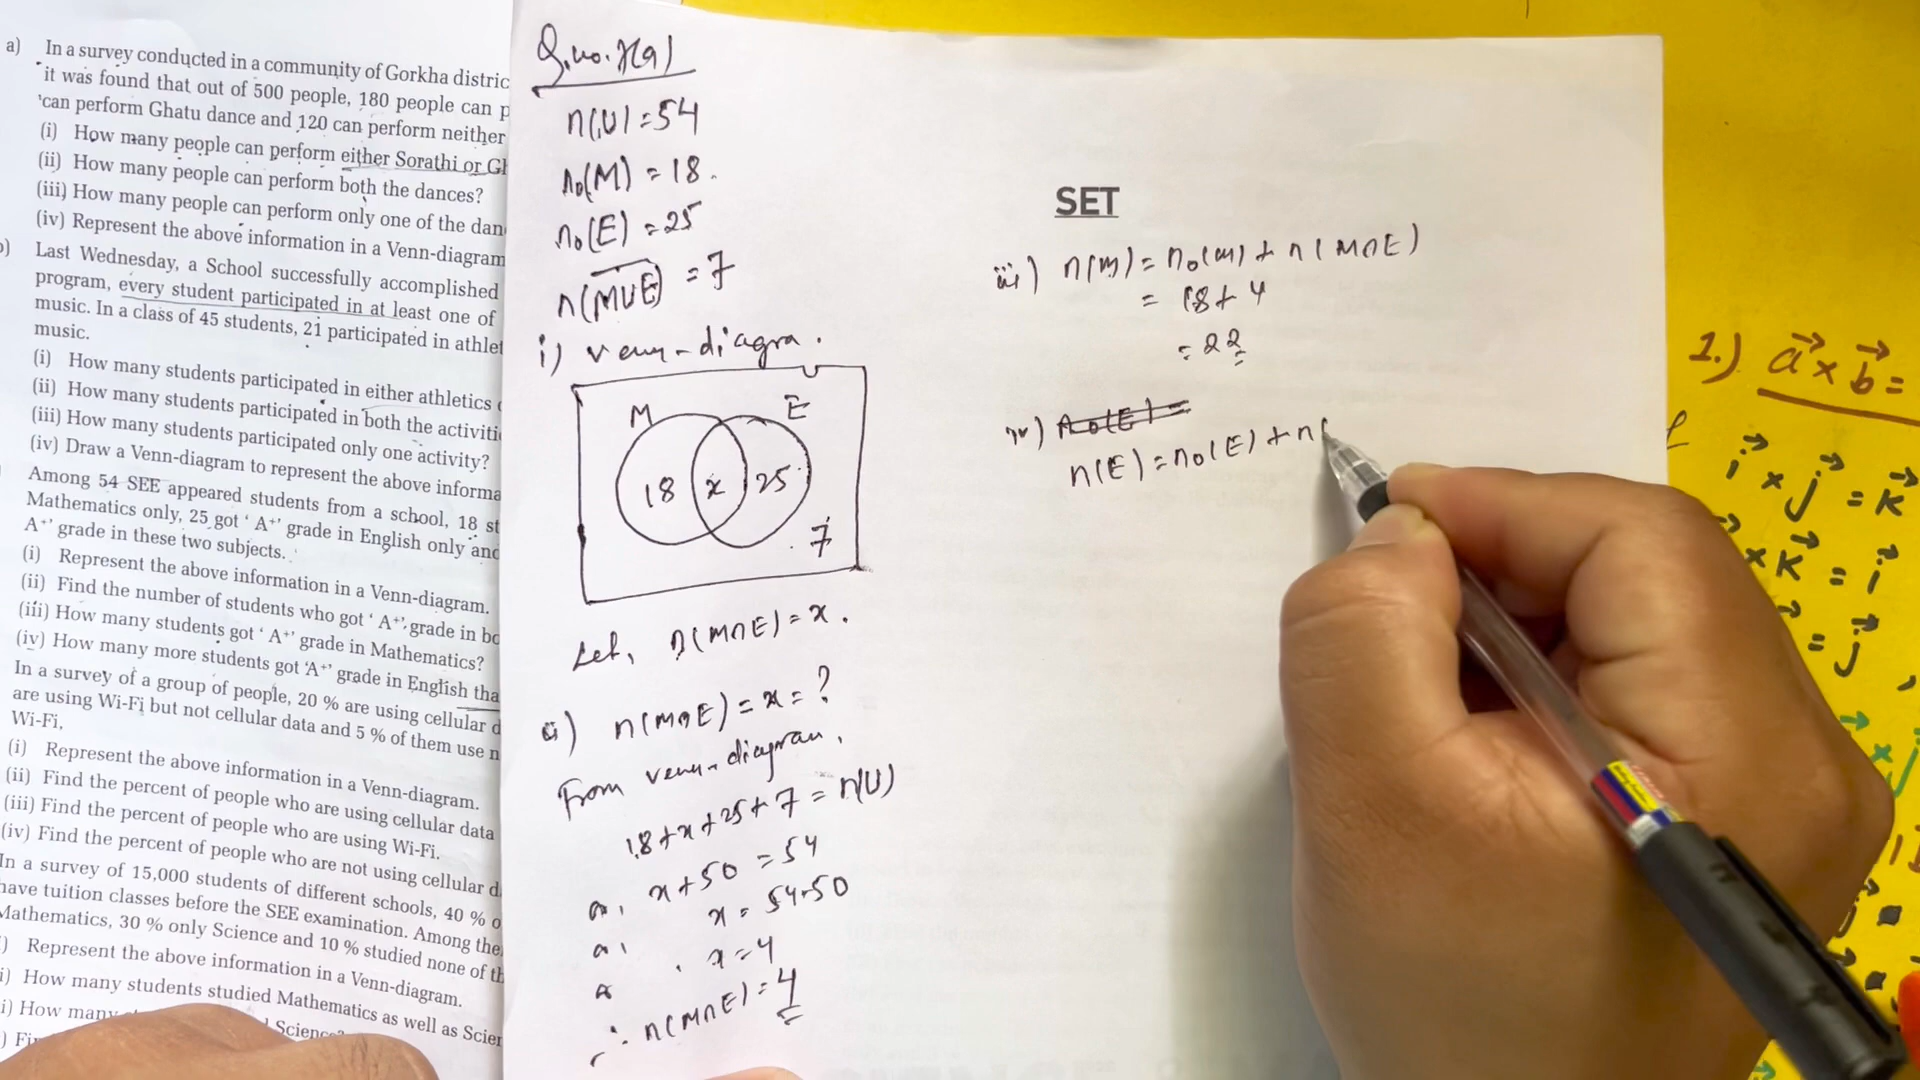 a) In a survey conducted in a community of Gorkha distric
it was found that out of 500 people, 180 people can p
can perform Ghatu dance and 120 can perform neither
(i) How many people can perform either Sorathi or Gh
(ii) How many people can perform both the dances?
(iii) How many people can perform only one of the dan
(iv) Represent the above information in a Venn-diagram
b) Last Wednesday, a School successfully accomplished
program, every student participated in at least one of
music. In a class of 45 students, 21 participated in athlet
music.
(i) How many students participated in either athletics
(ii) How many students participated in both the activiti
(iii) How many students participated only one activity?
(iv) Draw a Venn-diagram to represent the above informa
Among 54 SEE appeared students from a school, 18 st
Mathematics only, 25 got ' A⁺' grade in English only and
A⁺' grade in these two subjects.
(i) Represent the above information in a Venn-diagram.
(ii) Find the number of students who got ' A⁺' grade in bo
(iii) How many students got ' A⁺' grade in Mathematics?
(iv) How many more students got 'A⁺' grade in English tha
In a survey of a group of people, 20 % are using cellular d
are using Wi-Fi but not cellular data and 5 % of them use n
Wi-Fi,
(i) Represent the above information in a Venn-diagram.
(ii) Find the percent of people who are using cellular data
(iii) Find the percent of people who are using Wi-Fi.
(iv) Find the percent of people who are not using cellular d
In a survey of 15,000 students of different schools, 40 % o
have tuition classes before the SEE examination. Among the
Mathematics, 30 % only Science and 10 % studied none of th
) Represent the above information in a Venn-diagram.
i) How many students studied Mathematics as well as Scien
i) How many
Science?
Q.no.
n(U) = 54
n₀(M) = 18.
n₀(E) = 25
n(M̅U̅E̅) = 7
i) venn-diagra.
U
M E
18 x 25
7
Let, n(M∩E) = x.
ii) n(M∩E) = x = ?
From venn-diagram,
18 + x + 25 + 7 = n(U)
x + 50 = 54
x = 54-50
x = 4
∴ n(M∩E) = 4
SET
iii) n(M) = n₀(M) + n(M∩E)
= 18 + 4
= 22
iv) n₀(E) =
n(E) = n₀(E) + n(
1.) a⃗ x b⃗ =
i⃗ x j⃗ = k⃗
x k⃗ = i⃗
= j⃗,